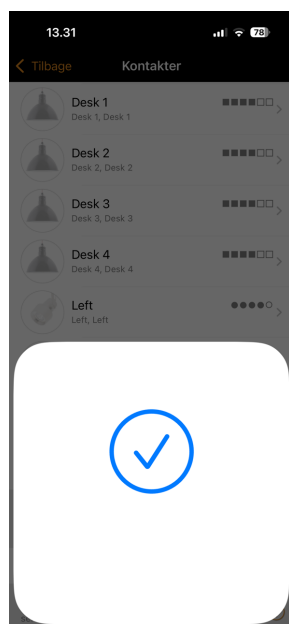 13.31
78
Tilbage
Kontakter
Desk 1
Desk 1, Desk 1
Desk 2
Desk 2, Desk 2
Desk 3
Desk 3, Desk 3
Desk 4
Desk 4, Desk 4
Left
Left, Left